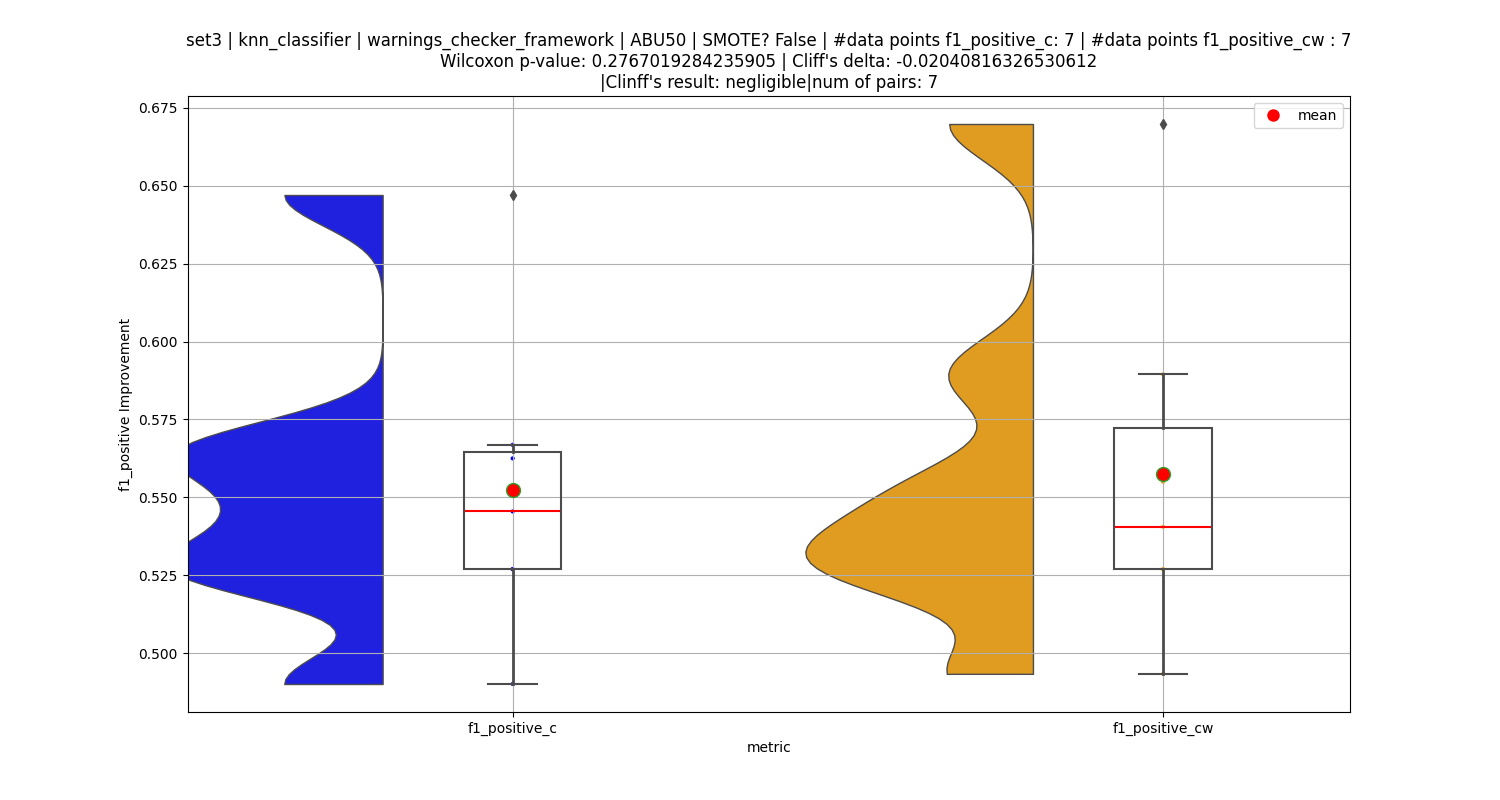 set3 | knn_classifier | warnings_checker_framework | ABU50 | SMOTE? False | #data points f1_positive_c: 7 | #data points f1_positive_cw : 7
Wilcoxon p-value: 0.2767019284235905 | Cliff's delta: -0.02040816326530612
|Clinff's result: negligible|num of pairs: 7
mean
0.675
0.650
0.625
0.600
0.575
0.550
0.525
0.500
f1_positive Improvement
f1_positive_c
f1_positive_cw
metric